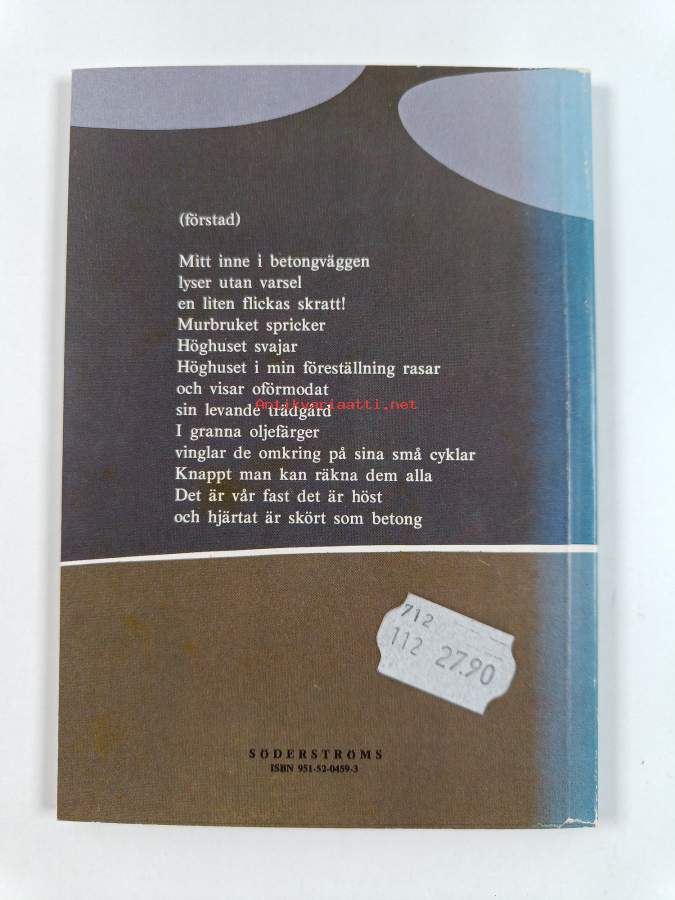 (förstad)
Mitt inne i betongväggen
lyser utan varsel
en liten flickas skratt!
Murbruket spricker
Höghuset svajar
Höghuset i min föreställning rasar
och visar oförmodat
Antikvariaatti.net
sin levande trädgård
I granna oljefärger
vinglar de omkring på sina små cyklar
Knappt man kan räkna dem alla
Det är vår fast det är höst
och hjärtat är skört som betong
712
112 27.90
SÖDERSTRÖMS
ISBN 951-52-0459-3